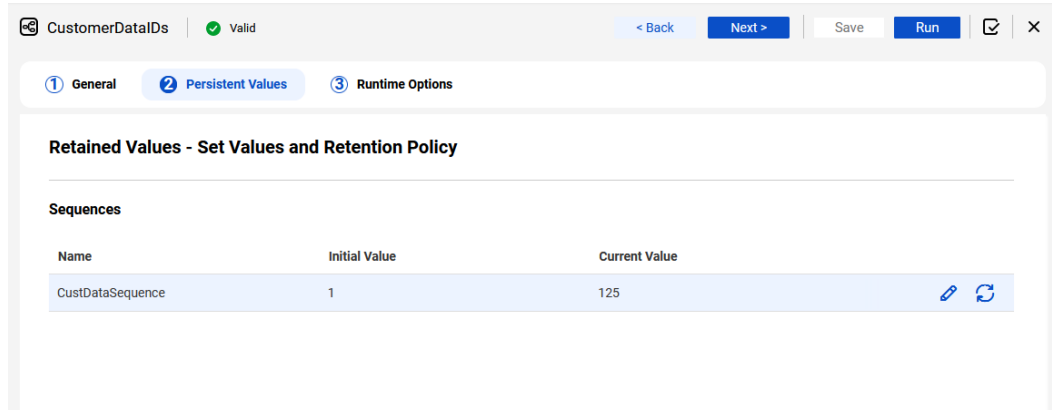 CustomerDataIDs Valid < Back Next > Save Run
1 General 2 Persistent Values 3 Runtime Options
Retained Values - Set Values and Retention Policy
Sequences
Name Initial Value Current Value
CustDataSequence 1 125